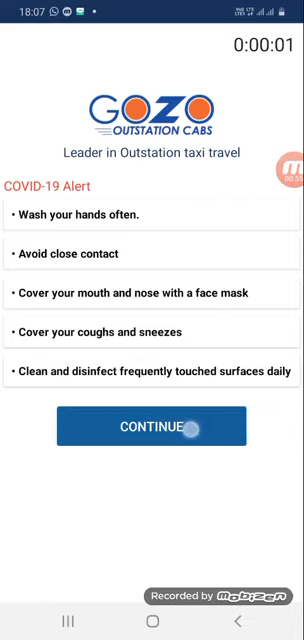 18:07
0:00:01
GOZO
OUTSTATION CABS
Leader in Outstation taxi travel
00:55
COVID-19 Alert
• Wash your hands often.
• Avoid close contact
• Cover your mouth and nose with a face mask
• Cover your coughs and sneezes
• Clean and disinfect frequently touched surfaces daily
CONTINUE
Recorded by mobizen